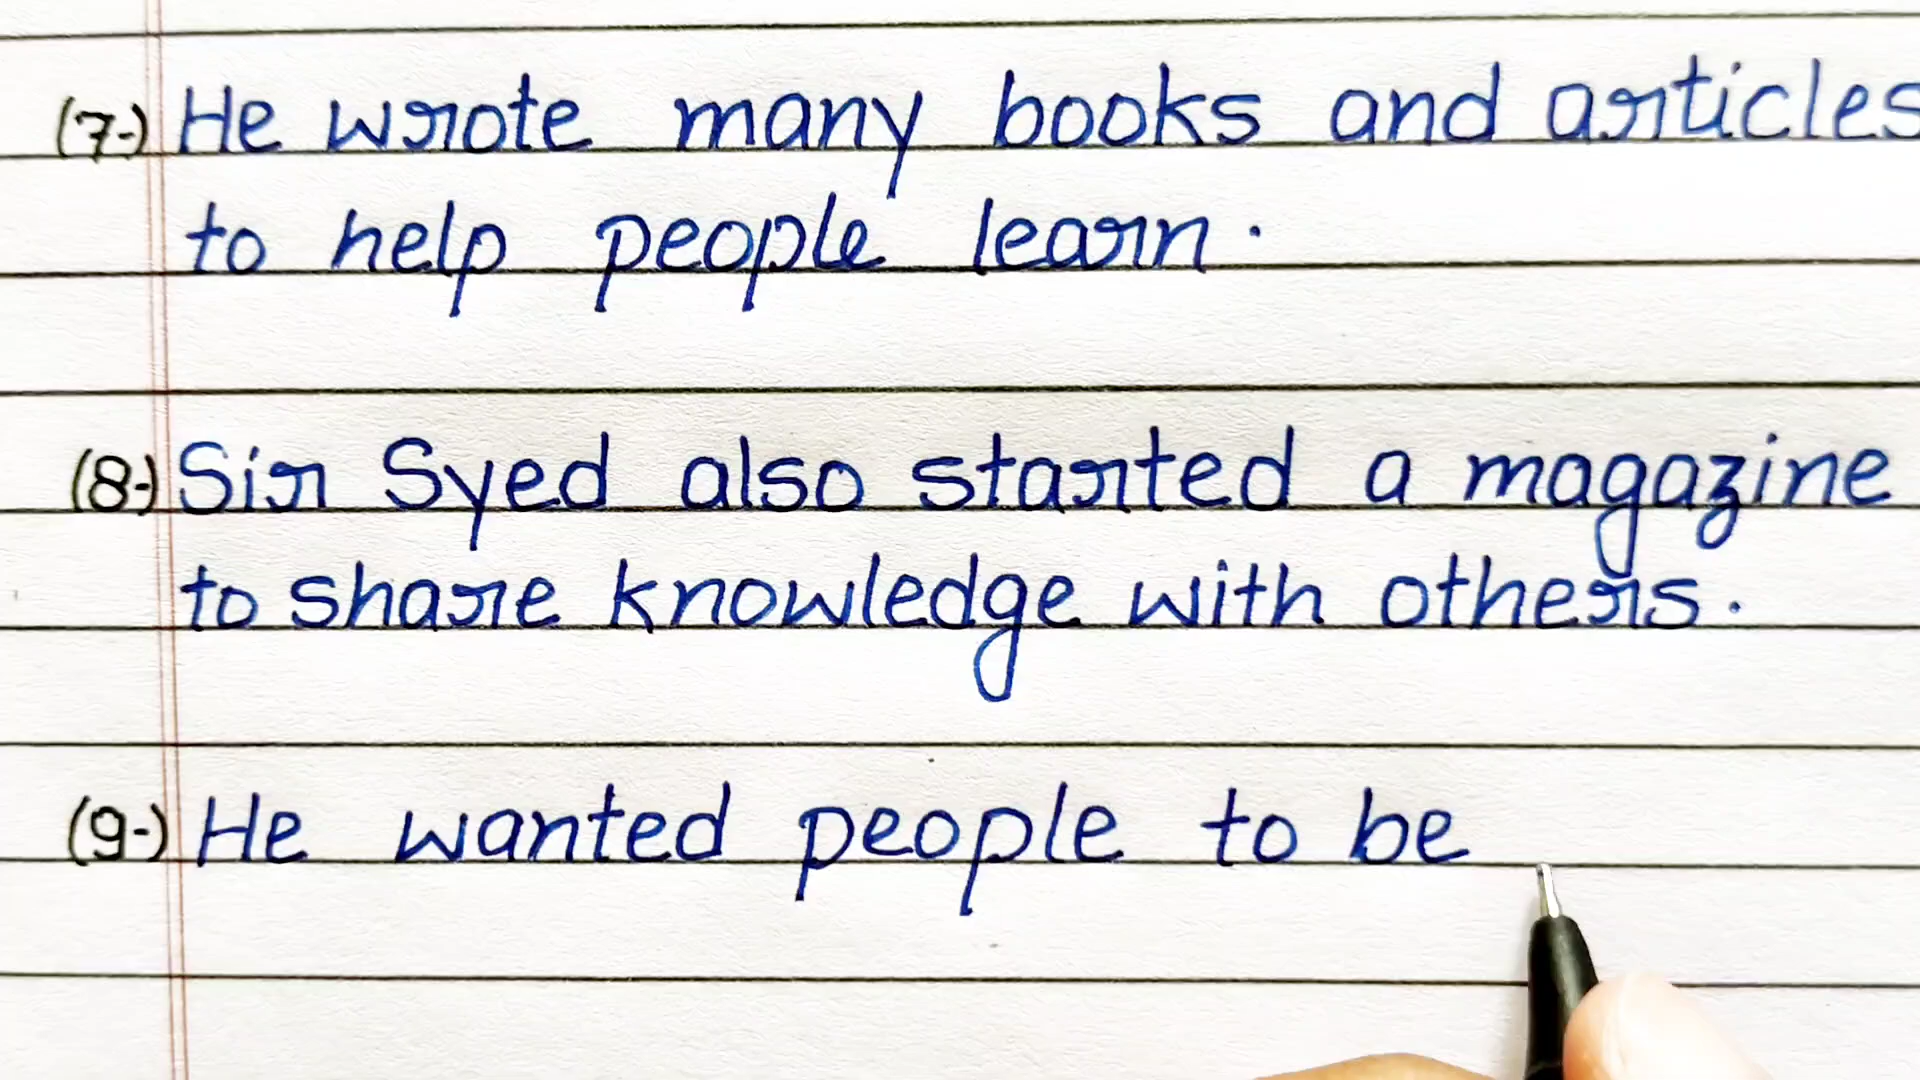 (7-) He wrote many books and articles
to help people learn.
(8-) Sir Syed also started a magazine
to share knowledge with others.
(9-) He wanted people to be